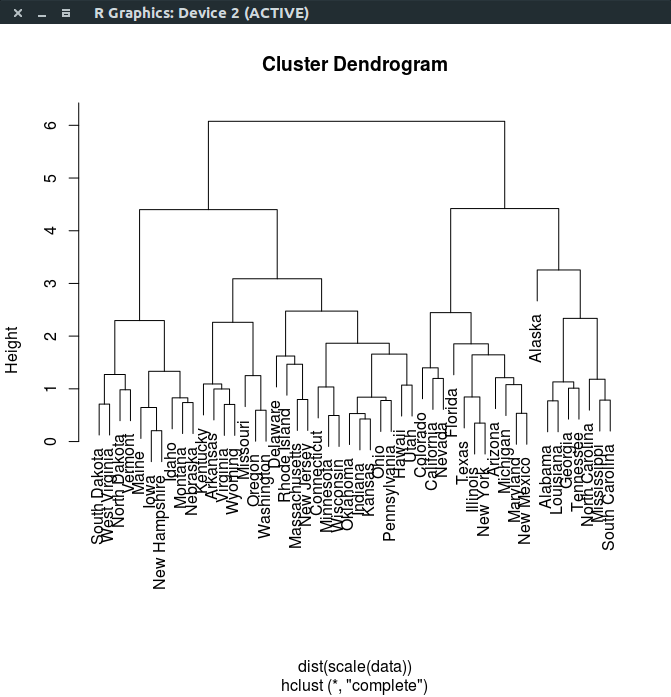 R Graphics: Device 2 (ACTIVE)
Cluster Dendrogram
Height
0
1
2
3
4
5
6
South Dakota
West Virginia
North Dakota
Vermont
Maine
Iowa
New Hampshire
Idaho
Montana
Nebraska
Kentucky
Arkansas
Virginia
Wyoming
Missouri
Oregon
Washington
Delaware
Rhode Island
Massachusetts
New Jersey
Connecticut
Minnesota
Wisconsin
Oklahoma
Indiana
Kansas
Ohio
Pennsylvania
Hawaii
Utah
Colorado
California
Nevada
Florida
Texas
Illinois
New York
Arizona
Michigan
Maryland
New Mexico
Alaska
Alabama
Louisiana
Georgia
Tennessee
North Carolina
Mississippi
South Carolina
dist(scale(data))
hclust (*, "complete")